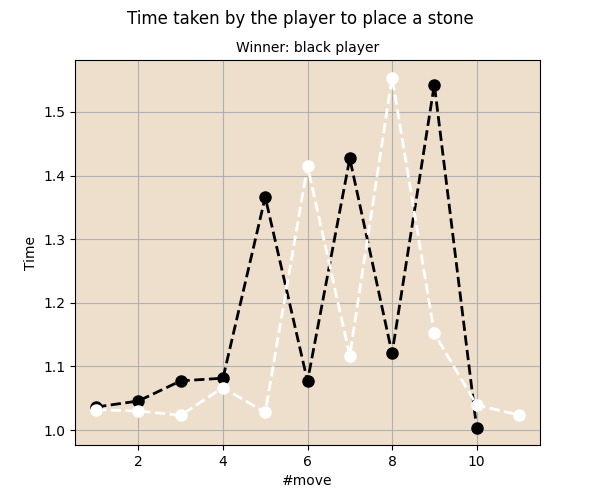 Time taken by the player to place a stone
Winner: black player
1.5
1.4
1.3
1.2
1.1
1.0
Time
2 4 6 8 10
#move